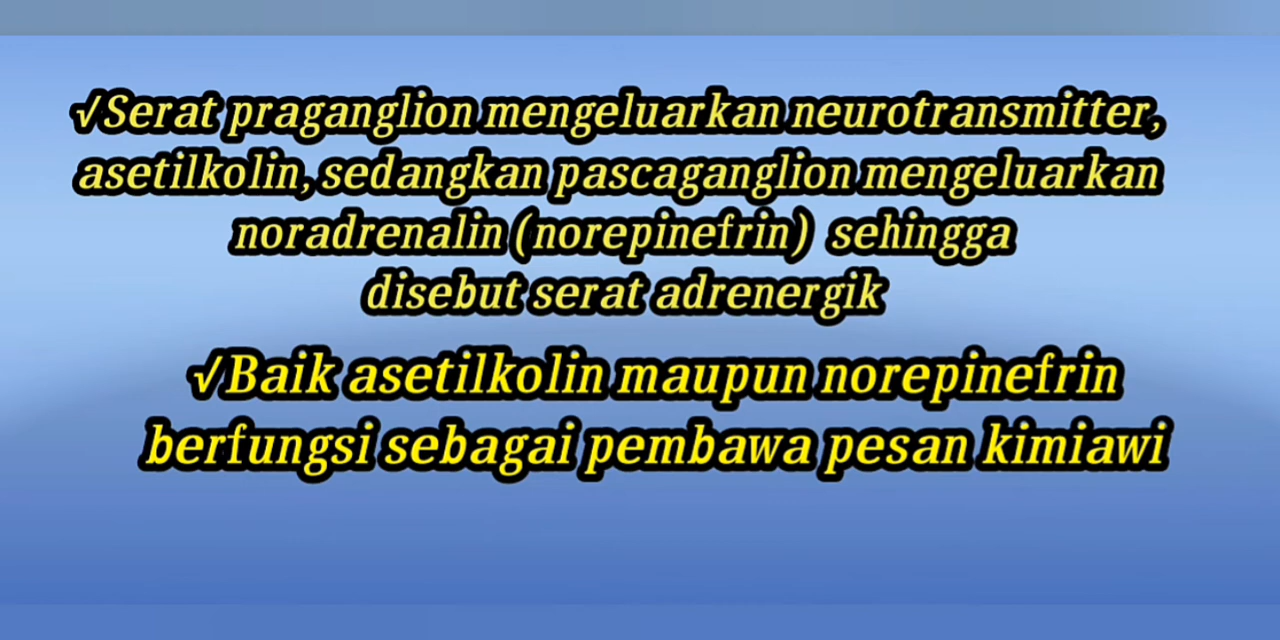 √Serat praganglion mengeluarkan neurotransmitter,
asetilkolin, sedangkan pascaganglion mengeluarkan
noradrenalin (norepinefrin) sehingga
disebut serat adrenergik
√Baik asetilkolin maupun norepinefrin
berfungsi sebagai pembawa pesan kimiawi